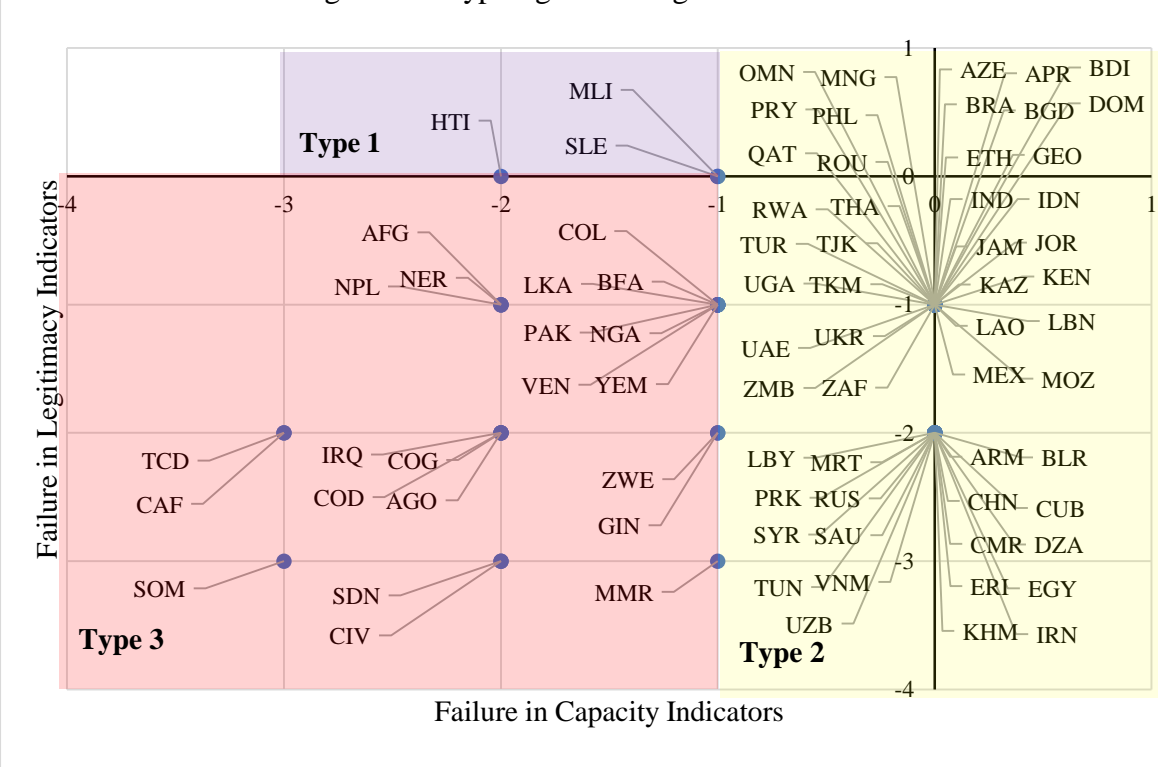 1
OMN MNG AZE APR BDI
MLI
PRY PHL BRA BGD DOM
HTI
Type 1 SLE QAT ROU ETH GEO
0
-4 -3 -2 -1 0 1
RWA THA IND IDN
AFG COL TUR TJK JAM JOR
NPL NER LKA BFA UGA TKM KAZ KEN
-1
PAK NGA UAE UKR LAO LBN
VEN YEM ZMB ZAF MEX MOZ
-2
TCD IRQ COG LBY MRT ARM BLR
CAF COD AGO ZWE PRK RUS CHN CUB
GIN SYR SAU CMR DZA
-3
SOM SDN MMR TUN VNM ERI EGY
CIV UZB KHM IRN
Type 3 Type 2
-4
Failure in Legitimacy Indicators
Failure in Capacity Indicators